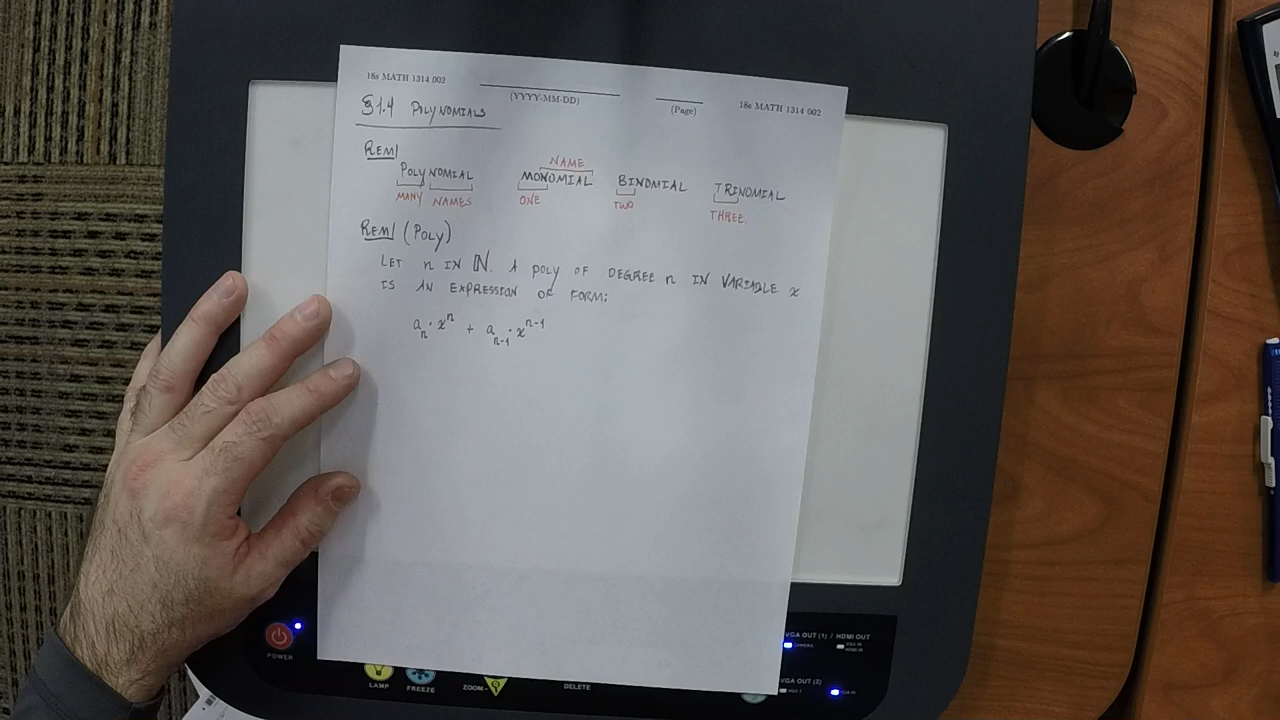 18s MATH 1314 002
(YYYY-MM-DD)
(Page)
18s MATH 1314 002
§1.4 POLYNOMIALS
REM
NAME
POLYNOMIAL MONOMIAL BINOMIAL TRINOMIAL
MANY NAMES ONE TWO THREE
REM (POLY)
LET n IN ℕ. A POLY OF DEGREE n IN VARIABLE x
IS AN EXPRESSION OF FORM:
aₙ · xⁿ + aₙ₋₁ · xⁿ⁻¹
POWER
LAMP
FREEZE
ZOOM-
DELETE
VGA OUT (1) / HDMI OUT
CAMERA
VGA OUT (2)